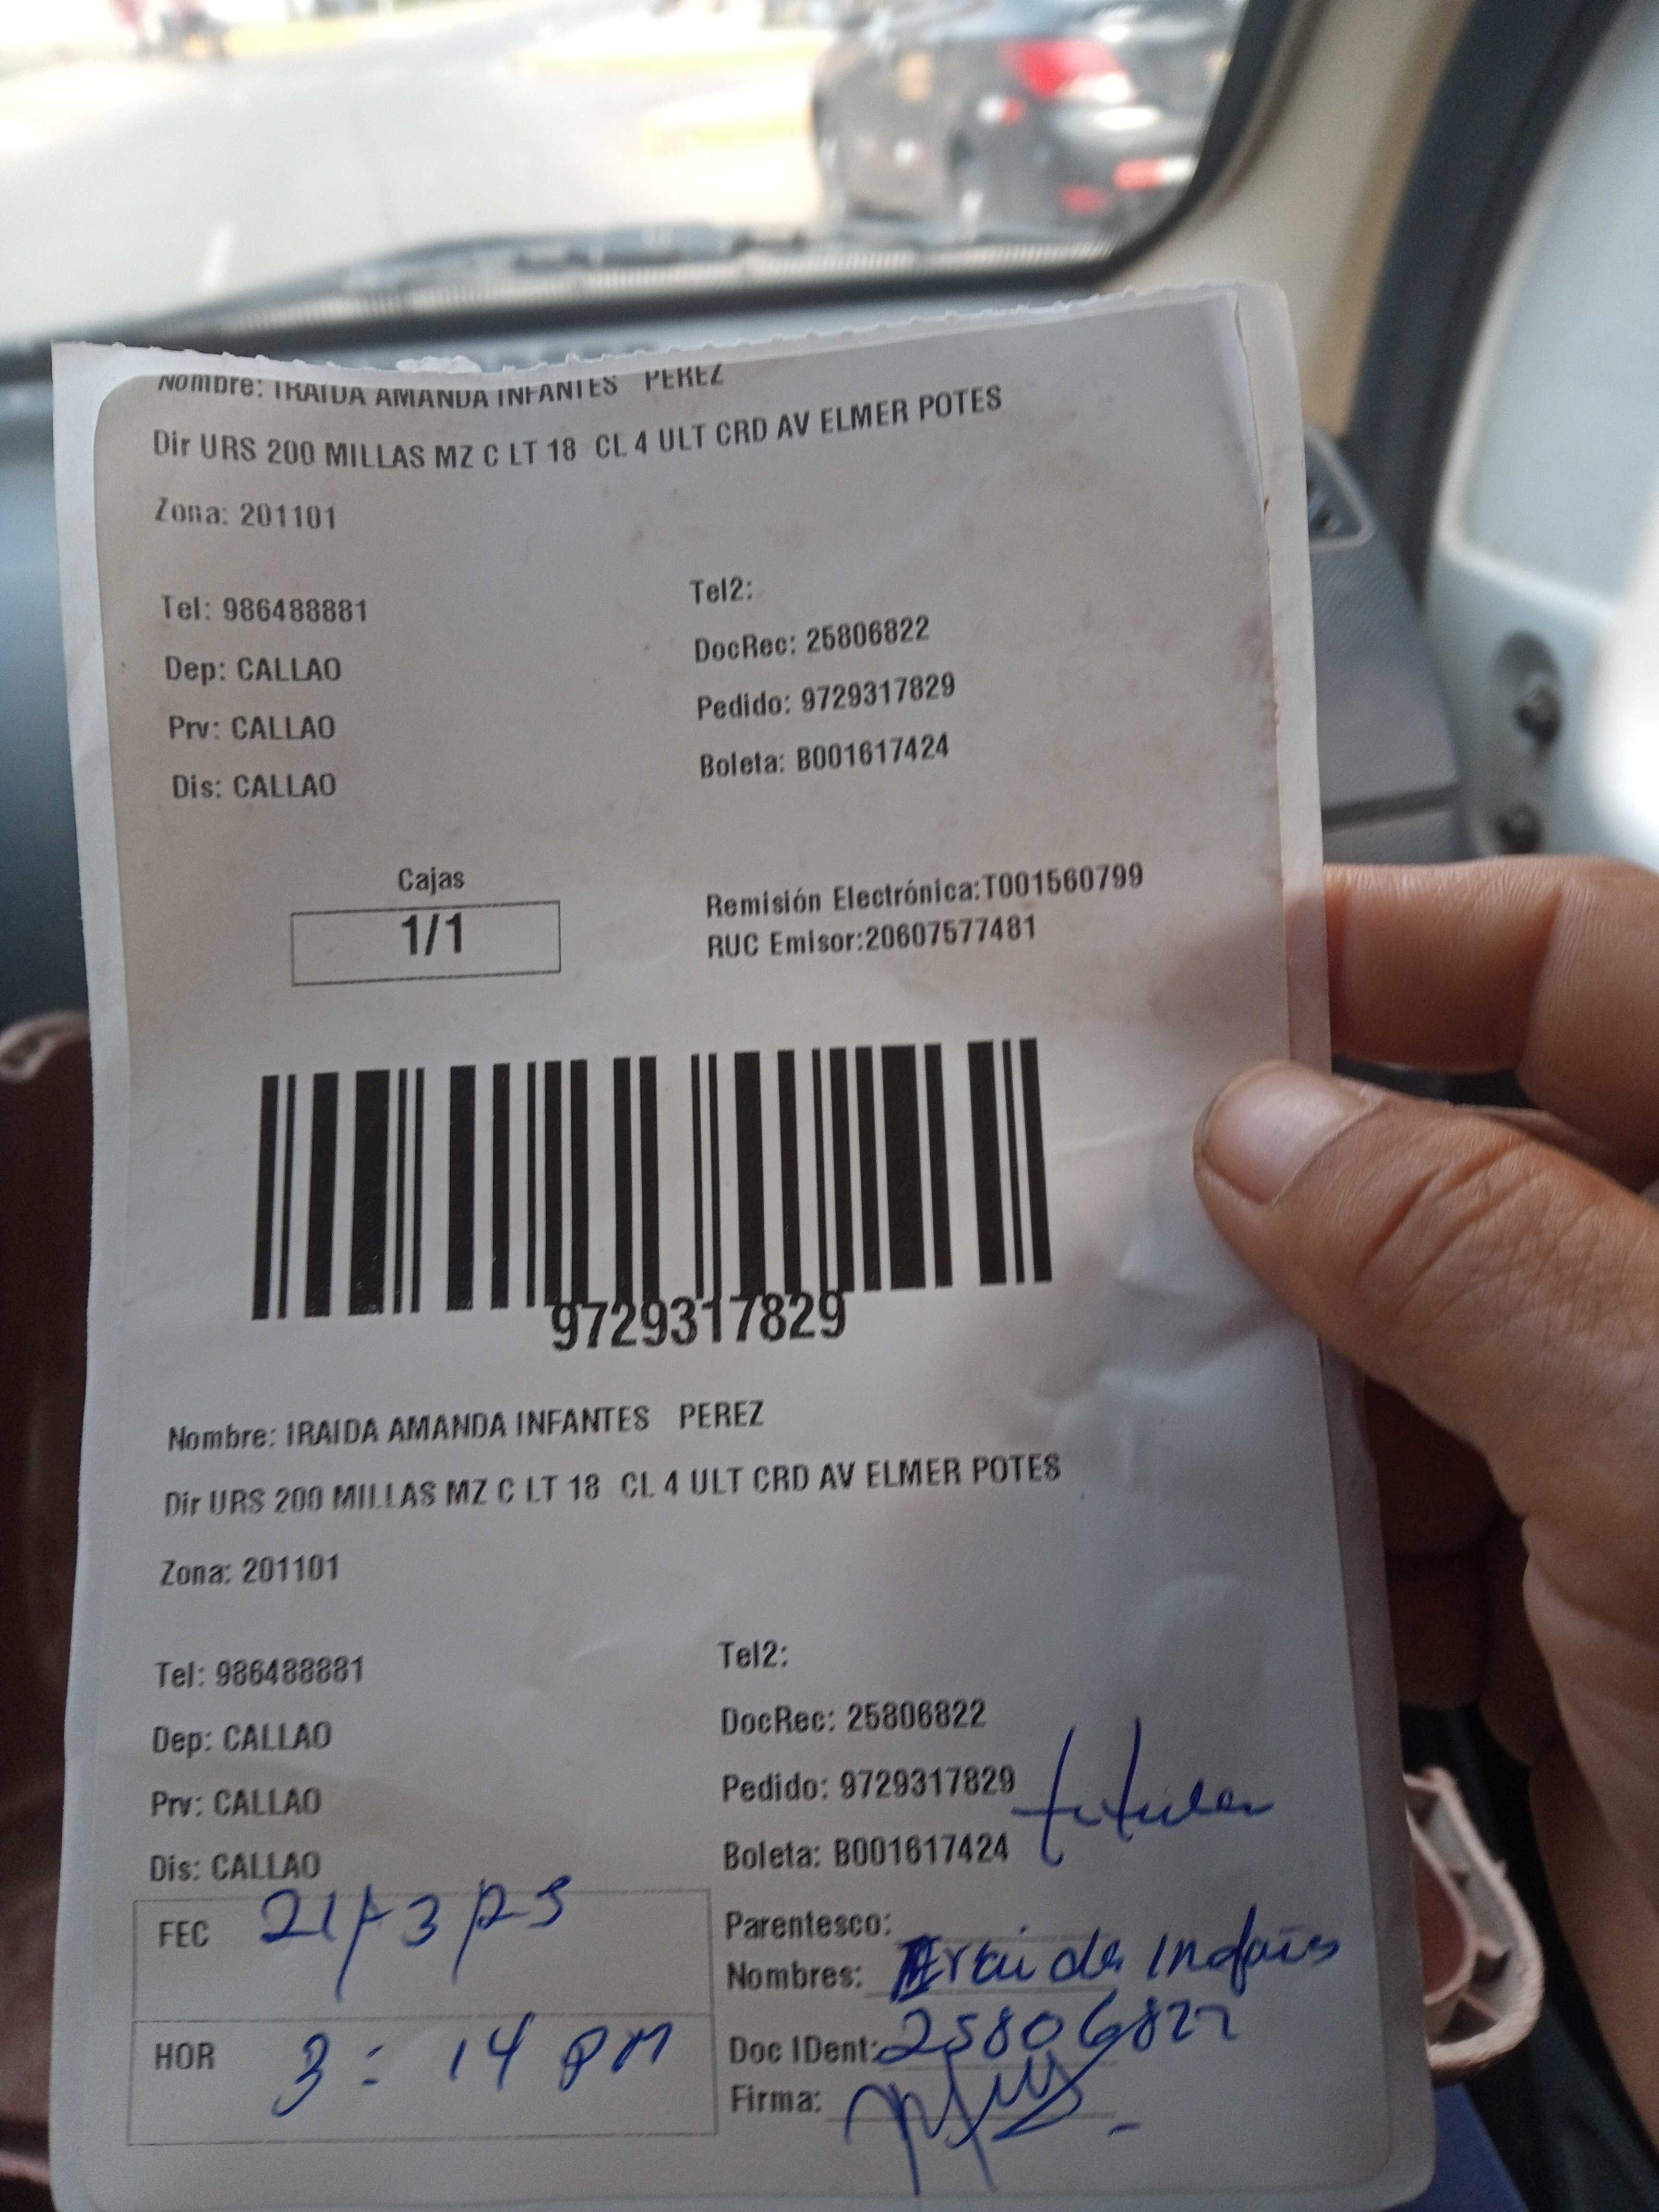 Nombre: IRAIDA AMANDA INFANTES PEREZ
Dir URS 200 MILLAS MZ C LT 18 CL 4 ULT CRD AV ELMER POTES
Zona: 201101
Tel: 986488881
Tel2:
Dep: CALLAO
DocRec: 25806822
Prv: CALLAO
Pedido: 9729317829
Dis: CALLAO
Boleta: B001617424
Cajas
1/1
Remisión Electrónica:T001560799
RUC Emisor:20607577481
9729317829
Nombre: IRAIDA AMANDA INFANTES PEREZ
Dir URS 200 MILLAS MZ C LT 18 CL 4 ULT CRD AV ELMER POTES
Zona: 201101
Tel: 986488881
Tel2:
Dep: CALLAO
DocRec: 25806822
Prv: CALLAO
Pedido: 9729317829
Dis: CALLAO
Boleta: B001617424
titular
FEC 21/3/23
HOR 3:14 PM
Parentesco:
Nombres:
Doc IDent: 25806822
Firma: